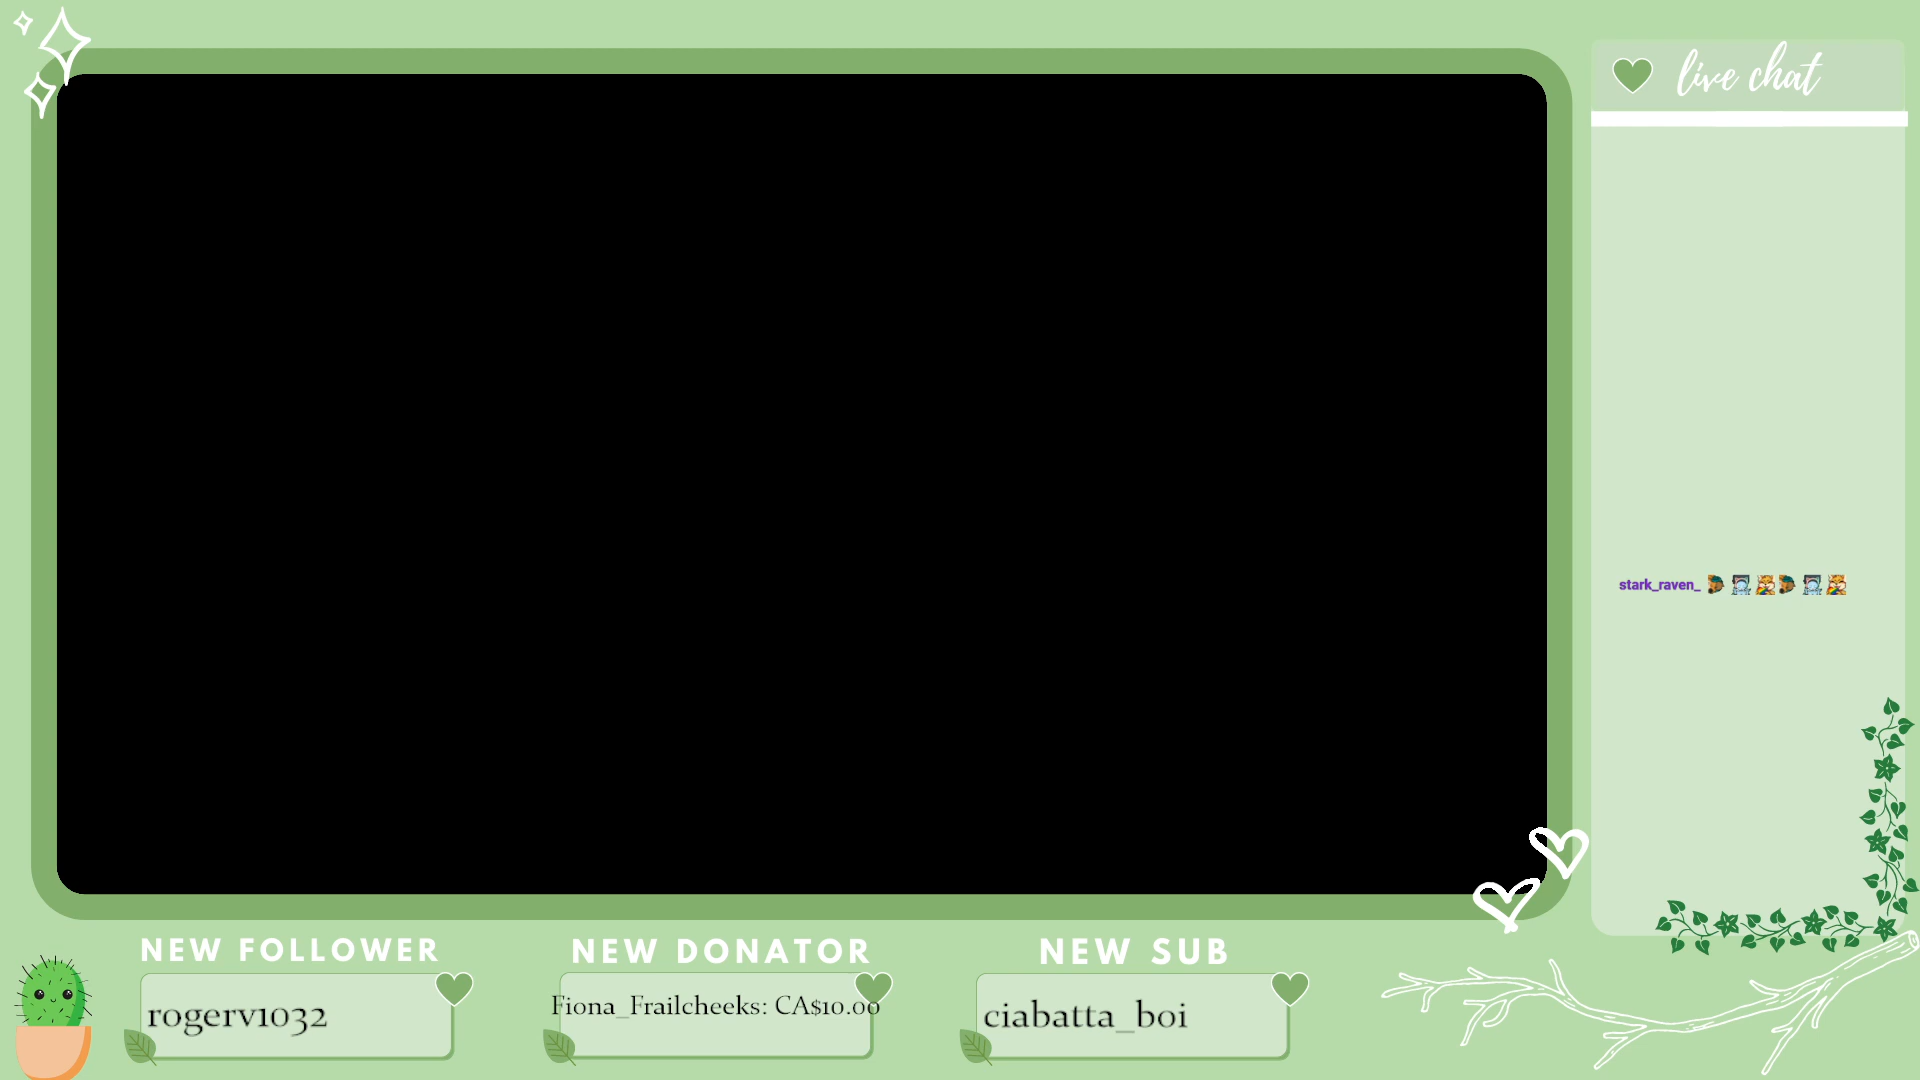 live chat
stark_raven_
NEW FOLLOWER
rogerv1032
NEW DONATOR
Fiona_Frailcheeks: CA$10.00
NEW SUB
ciabatta_boi